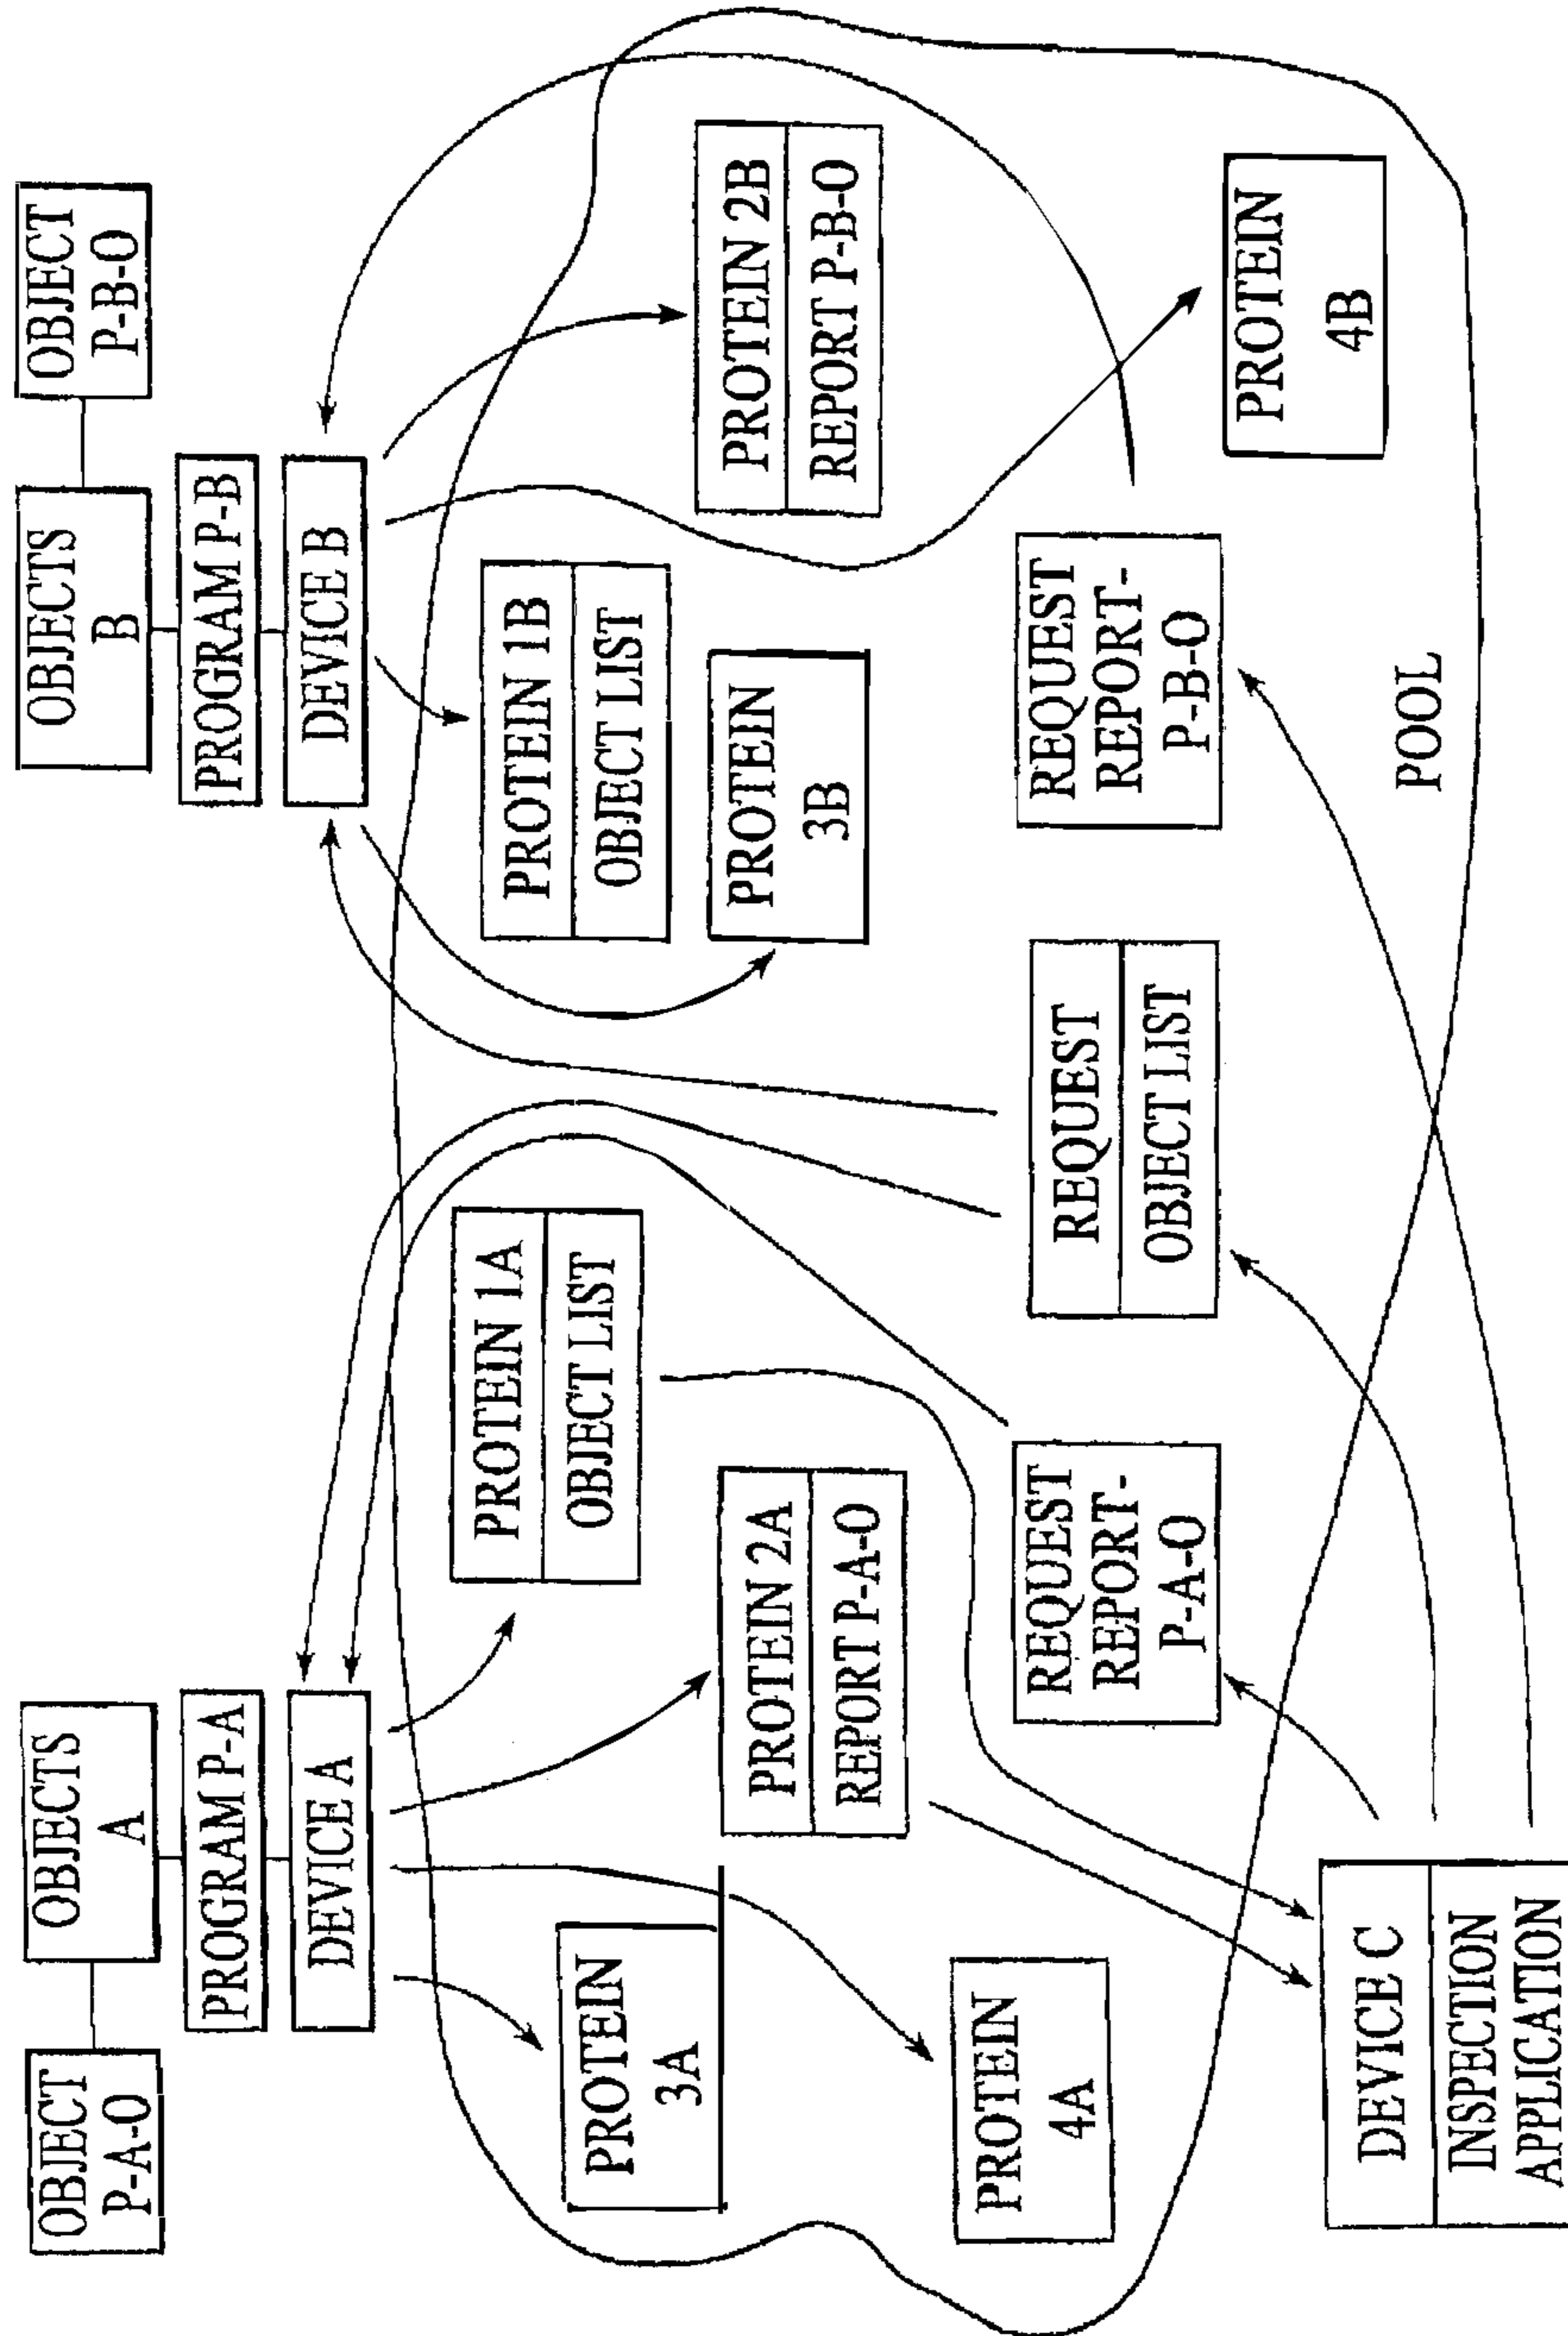 OBJECT
P-A-O
OBJECTS
A
OBJECTS
B
OBJECT
P-B-O
PROGRAM P-A
PROGRAM P-B
DEVICE A
DEVICE B
PROTEIN 1A
OBJECT LIST
PROTEIN 1B
OBJECT LIST
PROTEIN
3A
PROTEIN 2A
REPORT P-A-O
PROTEIN
3B
PROTEIN 2B
REPORT P-B-O
PROTEIN
4A
REQUEST
REPORT-
P-A-O
REQUEST
OBJECT LIST
REQUEST
REPORT-
P-B-O
PROTEIN
4B
DEVICE C
INSPECTION
APPLICATION
POOL